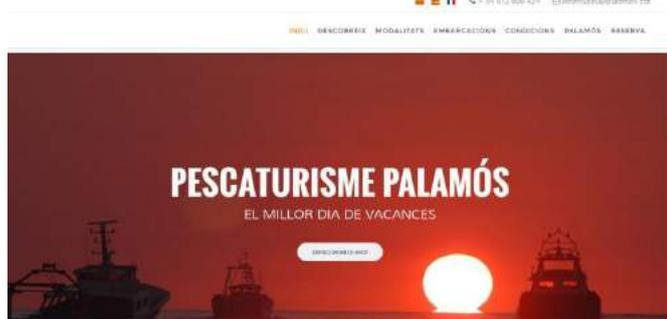 INICI DESCOBREIX MODALITATS EMBARCACIONS CONDICIONS PALAMÓS RESERVA
PESCATURISME PALAMÓS
EL MILLOR DIA DE VACANCES